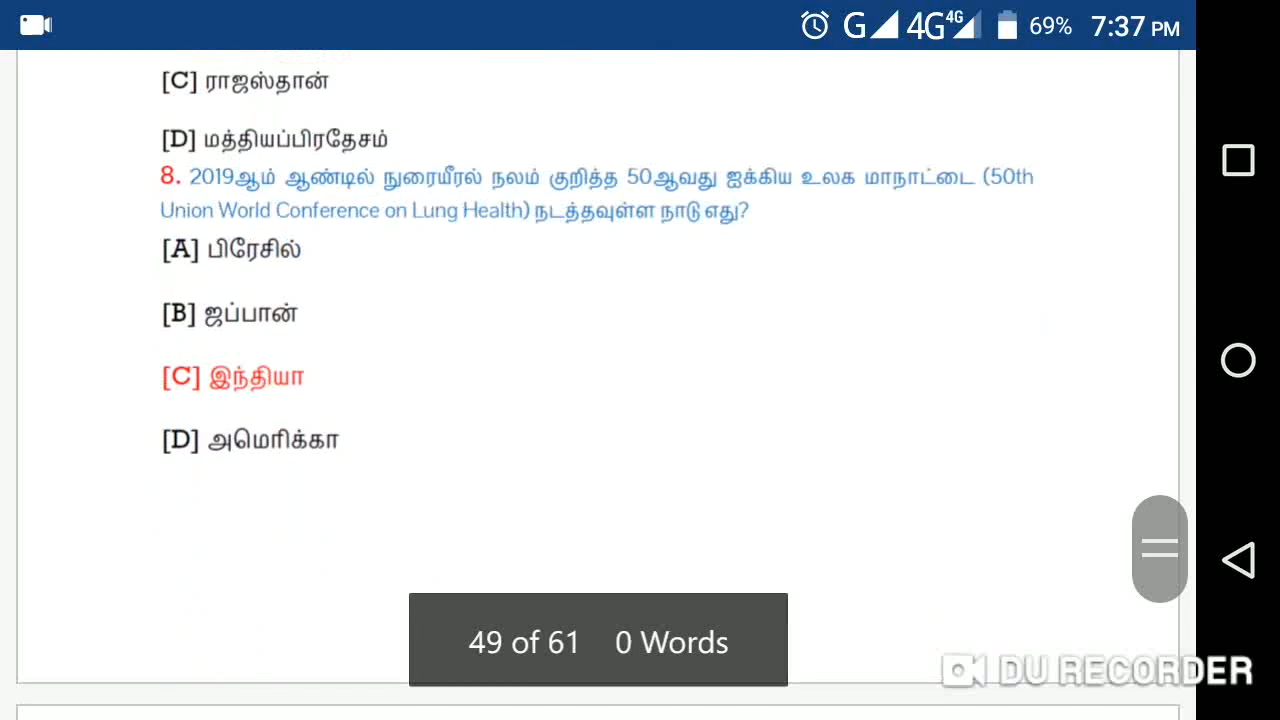 G 4G 4G 69% 7:37 PM
[C] ராஜஸ்தான்
[D] மத்தியப்பிரதேசம்
8. 2019ஆம் ஆண்டில் நுரையீரல் நலம் குறித்த 50ஆவது ஐக்கிய உலக மாநாட்டை (50th
Union World Conference on Lung Health) நடத்தவுள்ள நாடு எது?
[A] பிரேசில்
[B] ஜப்பான்
[C] இந்தியா
[D] அமெரிக்கா
49 of 61 0 Words
DU RECORDER